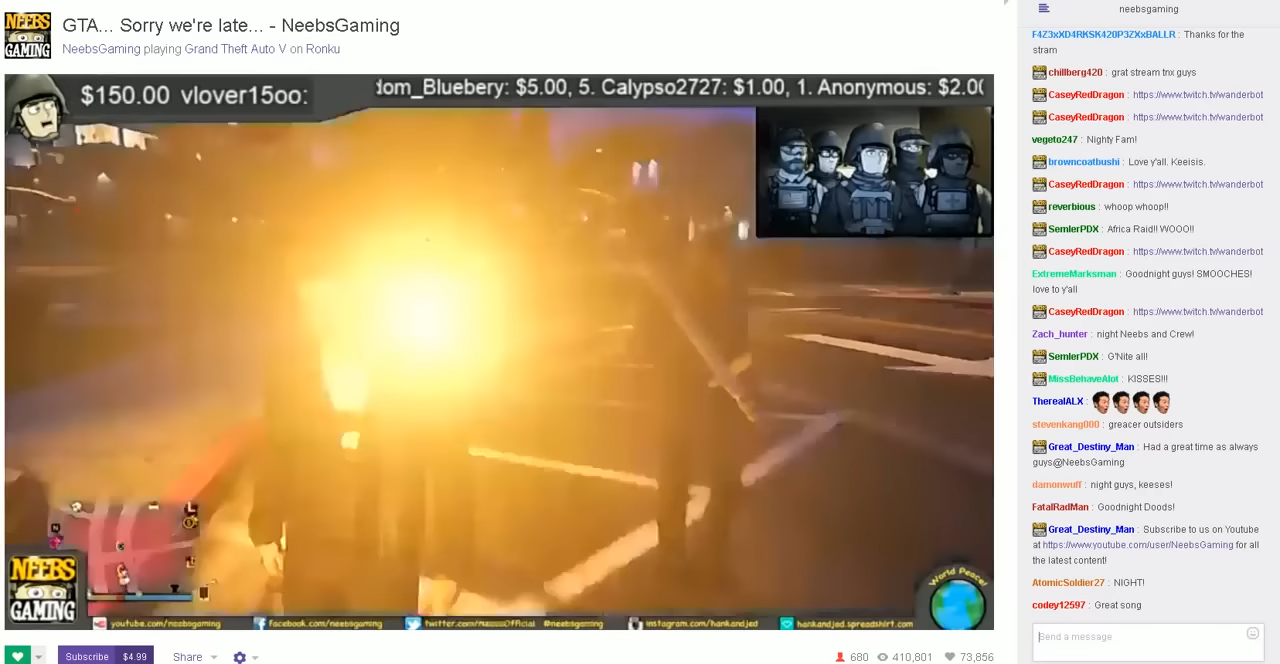 NEEBS
GAMING
GTA... Sorry we're late... - NeebsGaming
NeebsGaming playing Grand Theft Auto V on Ronku
$150.00 vlover15oo:
dom_Bluebery: $5.00, 5. Calypso2727: $1.00, 1. Anonymous: $2.00
NEEBS
GAMING
World Peace!
youtube.com/neebsgaming
facebook.com/neebsgaming
#neebsgaming
instagram.com/hankandjed
hankandjed.spreadshirt.com
Subscribe $4.99
Share
680 410,801 73,856
neebsgaming
F4Z3xXD4RKSK420P3ZXxBALLR : Thanks for the
stram
chillberg420 : grat stream tnx guys
CaseyRedDragon : https://www.twitch.tv/wanderbot
CaseyRedDragon : https://www.twitch.tv/wanderbot
vegeto247 : Nighty Fam!
browncoatbushi : Love y'all. Keeisis.
CaseyRedDragon : https://www.twitch.tv/wanderbot
reverbious : whoop whoop!!
SemlerPDX : Africa Raid!! WOOO!!
CaseyRedDragon : https://www.twitch.tv/wanderbot
ExtremeMarksman : Goodnight guys! SMOOCHES!
love to y'all
CaseyRedDragon : https://www.twitch.tv/wanderbot
Zach_hunter : night Neebs and Crew!
SemlerPDX : G'Nite all!
MissBehaveAlot : KISSES!!!
TherealALX :
stevenkang000 : greacer outsiders
Great_Destiny_Man : Had a great time as always
guys@NeebsGaming
damonwuff : night guys, keeses!
FatalRadMan : Goodnight Doods!
Great_Destiny_Man : Subscribe to us on Youtube
at https://www.youtube.com/user/NeebsGaming for all
the latest content!
AtomicSoldier27 : NIGHT!
codey12597 : Great song
Send a message